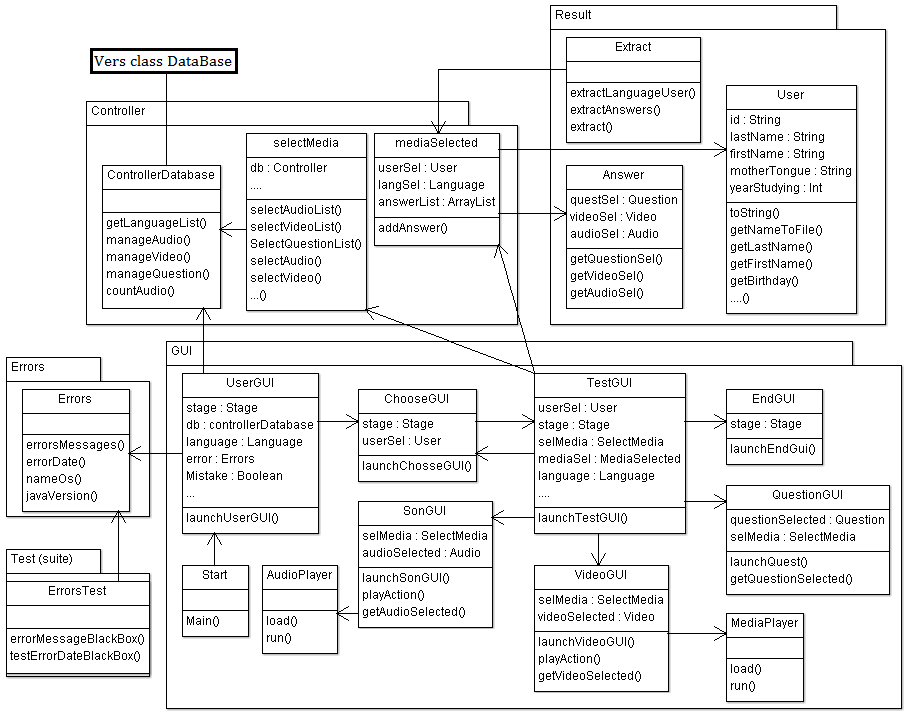 Vers class DataBase
Result
Extract
extractLanguageUser()
extractAnswers()
extract()
User
id : String
lastName : String
firstName : String
motherTongue : String
yearStudying : Int
toString()
getNameToFile()
getLastName()
getFirstName()
getBirthday()
....()
Answer
questSel : Question
videoSel : Video
audioSel : Audio
getQuestionSel()
getVideoSel()
getAudioSel()
Controller
ControllerDatabase
getLanguageList()
manageAudio()
manageVideo()
manageQuestion()
countAudio()
selectMedia
db : Controller
....
selectAudioList()
selectVideoList()
SelectQuestionList()
selectAudio()
selectVideo()
...()
mediaSelected
userSel : User
langSel : Language
answerList : ArrayList
addAnswer()
Errors
Errors
errorsMessages()
errorDate()
nameOs()
javaVersion()
Test (suite)
ErrorsTest
errorMessageBlackBox()
testErrorDateBlackBox()
GUI
UserGUI
stage : Stage
db : controllerDatabase
language : Language
error : Errors
Mistake : Boolean
...
launchUserGUI()
Start
Main()
AudioPlayer
load()
run()
ChooseGUI
stage : Stage
userSel : User
launchChosseGUI()
SonGUI
selMedia : SelectMedia
audioSelected : Audio
launchSonGUI()
playAction()
getAudioSelected()
TestGUI
userSel : User
stage : Stage
selMedia : SelectMedia
mediaSel : MediaSelected
language : Language
....
launchTestGUI()
VideoGUI
selMedia : SelectMedia
videoSelected : Video
launchVideoGUI()
playAction()
getVideoSelected()
EndGUI
stage : Stage
launchEndGui()
QuestionGUI
questionSelected : Question
selMedia : SelectMedia
launchQuest()
getQuestionSelected()
MediaPlayer
load()
run()